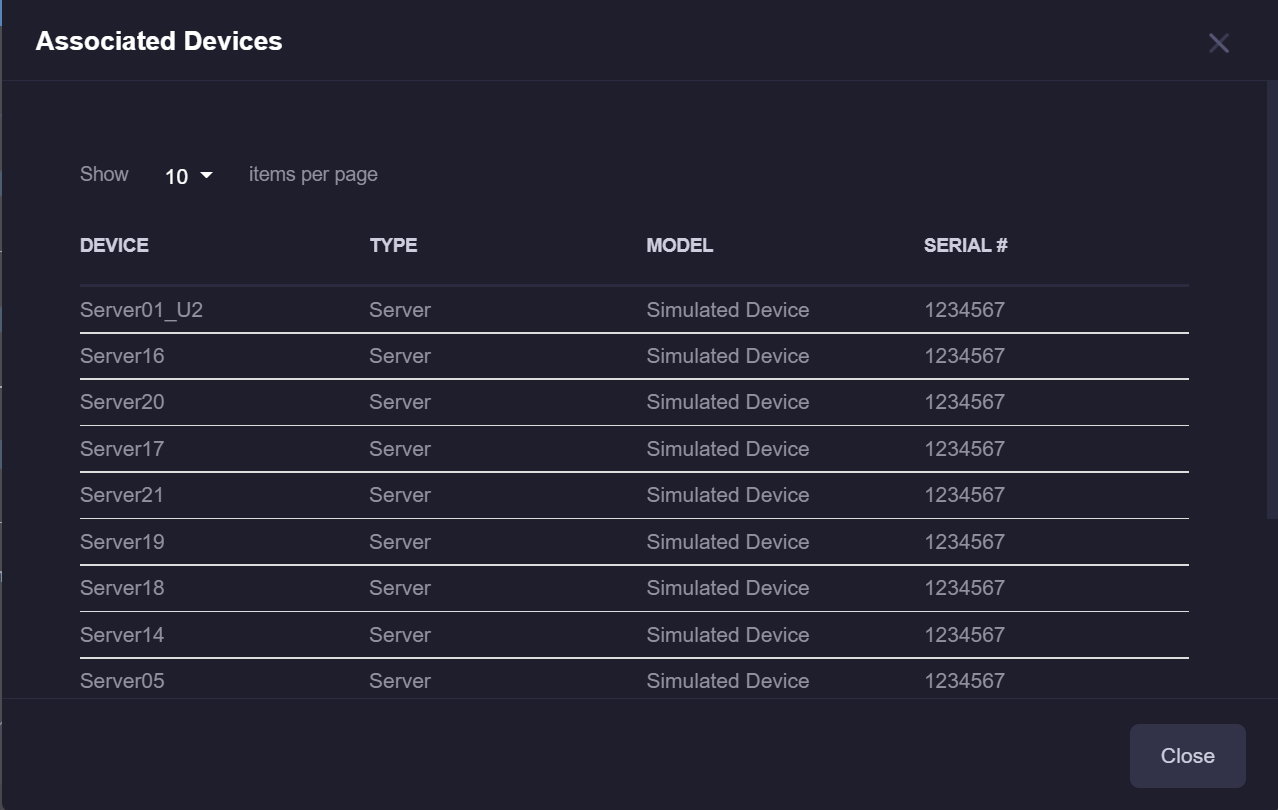 Associated Devices
Show 10 items per page
DEVICE TYPE MODEL SERIAL #
Server01_U2 Server Simulated Device 1234567
Server16 Server Simulated Device 1234567
Server20 Server Simulated Device 1234567
Server17 Server Simulated Device 1234567
Server21 Server Simulated Device 1234567
Server19 Server Simulated Device 1234567
Server18 Server Simulated Device 1234567
Server14 Server Simulated Device 1234567
Server05 Server Simulated Device 1234567
Close